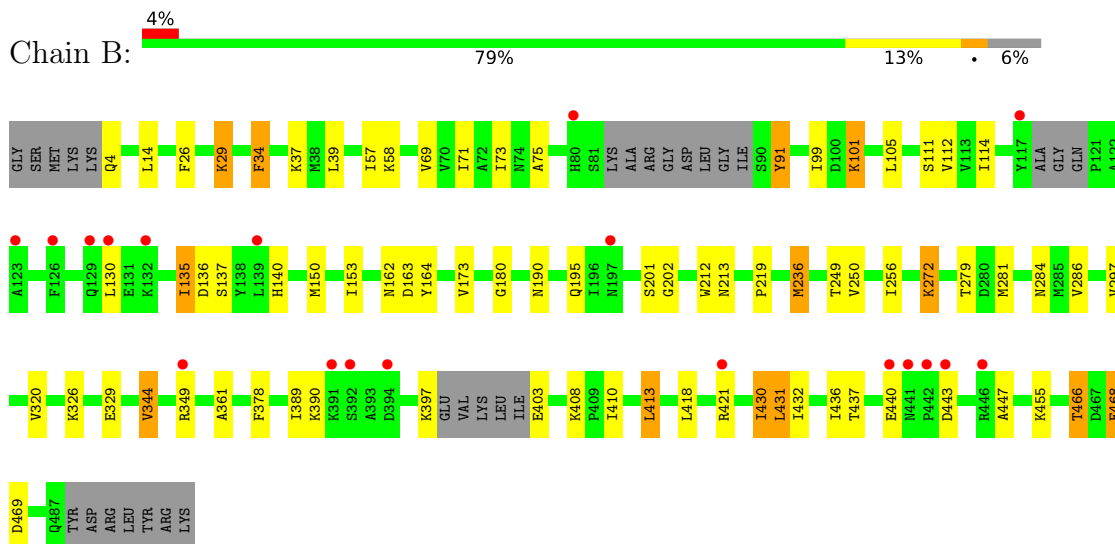 4%
Chain B:
79% 13% • 6%
GLY SER MET LYS LYS Q4 L14 F26 K29 F34 K37 M38 L39 I57 K58 V69 V70 I71 A72 I73 N74 A75 H80 S81 LYS ALA ARG GLY ASP LEU GLY ILE S90 Y91 I99 D100 K101 L105 S111 V112 V113 I114 Y117 ALA GLY GLN P121 A122
A123 F126 Q129 L130 E131 K132 I135 D136 S137 Y138 L139 H140 M150 I153 N162 D163 Y164 V173 G180 N190 Q195 I196 N197 S201 G202 W212 N213 P219 M236 T249 V250 I256 K272 T279 D280 M281 N284 M285 V286
V320 K326 E329 V344 R349 A361 F378 I389 K390 K391 S392 A393 D394 K397 GLU VAL LYS LEU ILE E403 K408 P409 I410 L413 L418 R421 I430 L431 I432 I436 T437 E440 N441 P442 D443 R446 A447 K455 T466 D467
D469 Q487 TYR ASP ARG LEU TYR ARG LYS